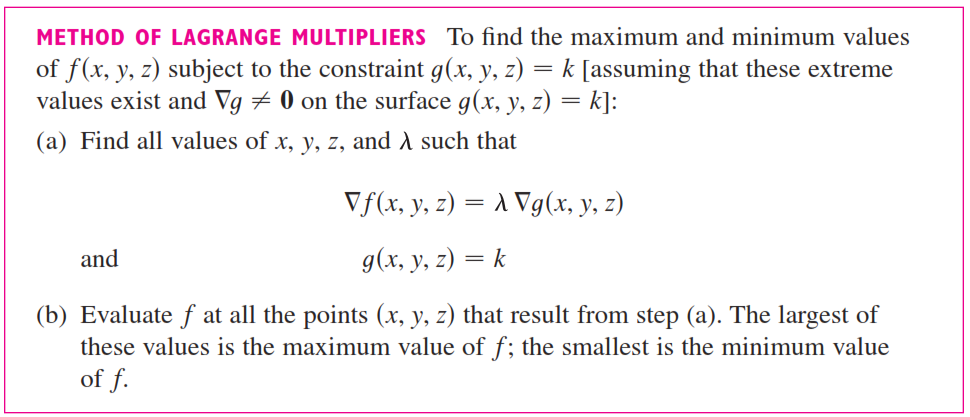 METHOD OF LAGRANGE MULTIPLIERS To find the maximum and minimum values
of f(x, y, z) subject to the constraint g(x, y, z) = k [assuming that these extreme
values exist and ∇g ≠ 0 on the surface g(x, y, z) = k]:
(a) Find all values of x, y, z, and λ such that
∇f(x, y, z) = λ ∇g(x, y, z)
and g(x, y, z) = k
(b) Evaluate f at all the points (x, y, z) that result from step (a). The largest of
these values is the maximum value of f; the smallest is the minimum value
of f.